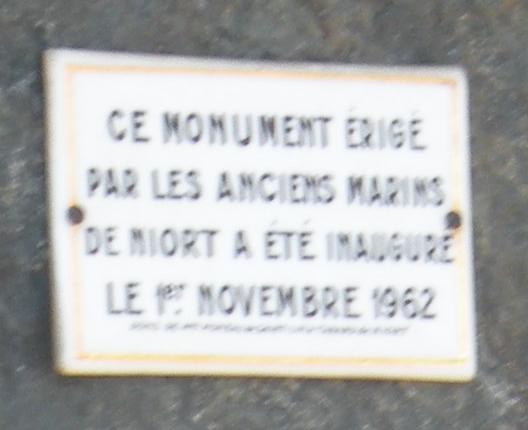 CE MONUMENT ÉRIGÉ
PAR LES ANCIENS MARINS
DE NIORT A ÉTÉ INAUGURÉ
LE 1er NOVEMBRE 1962